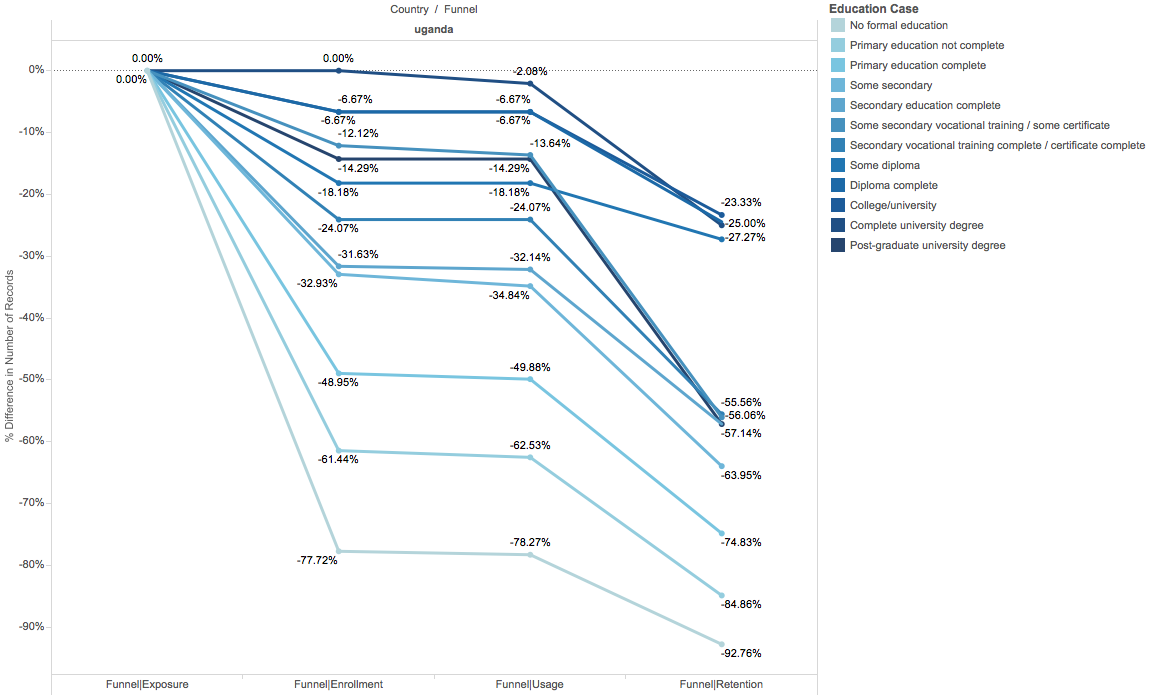 Country / Funnel
uganda
Education Case
No formal education
Primary education not complete
Primary education complete
Some secondary
Secondary education complete
Some secondary vocational training / some certificate
Secondary vocational training complete / certificate complete
Some diploma
Diploma complete
College/university
Complete university degree
Post-graduate university degree
% Difference in Number of Records
0%
-10%
-20%
-30%
-40%
-50%
-60%
-70%
-80%
-90%
0.00%
0.00%
0.00%
-6.67%
-6.67%
-12.12%
-14.29%
-18.18%
-24.07%
-31.63%
-32.93%
-48.95%
-61.44%
-77.72%
-2.08%
-6.67%
-6.67%
-13.64%
-14.29%
-18.18%
-24.07%
-32.14%
-34.84%
-49.88%
-62.53%
-78.27%
-23.33%
-25.00%
-27.27%
-55.56%
-56.06%
-57.14%
-63.95%
-74.83%
-84.86%
-92.76%
Funnel|Exposure
Funnel|Enrollment
Funnel|Usage
Funnel|Retention